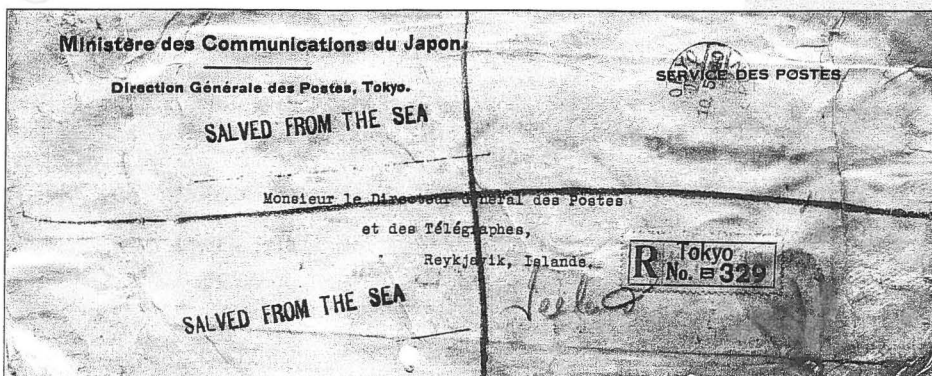 Ministère des Communications du Japon.
Direction Générale des Postes, Tokyo.
SERVICE DES POSTES
SALVED FROM THE SEA
Monsieur le Directeur Général des Postes
et des Télégraphes,
Reykjavik, Islande.
R Tokyo
No. 329
SALVED FROM THE SEA